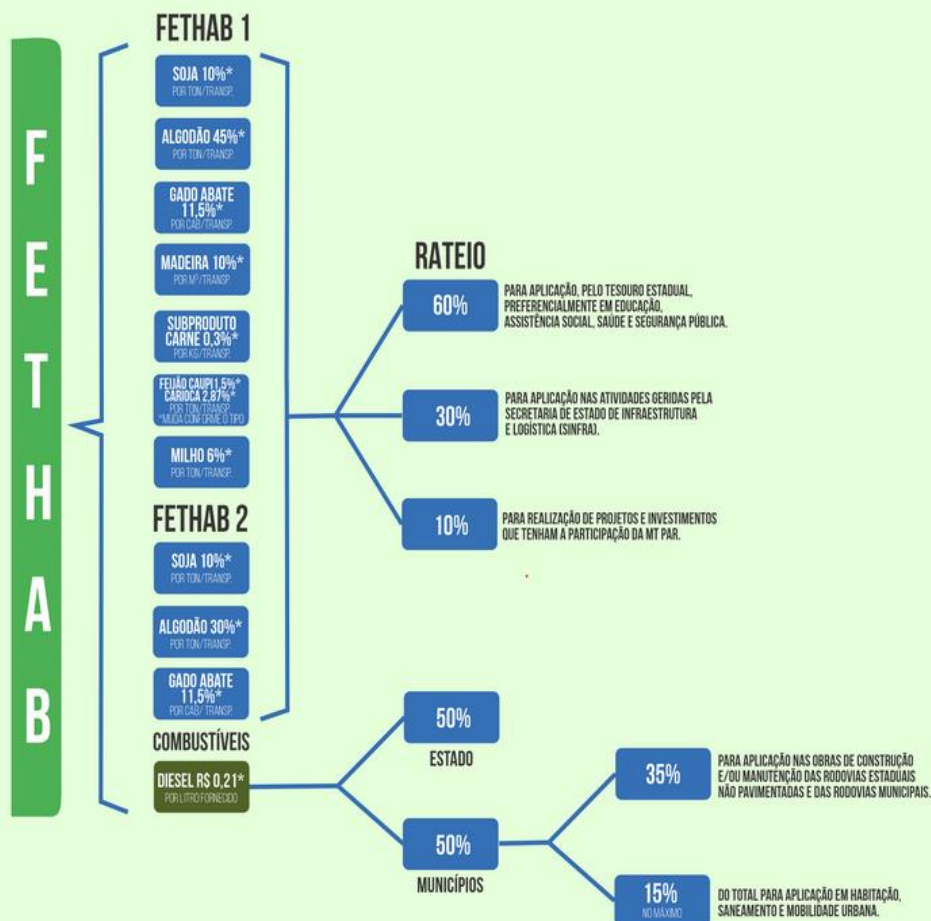 FETHAB
FETHAB 1
SOJA 10%*
POR TON/TRANSP.
ALGODÃO 45%*
POR TON/TRANSP.
GADO ABATE
11,5%*
POR CAB/TRANSP.
MADEIRA 10%*
POR M³/TRANSP.
SUBPRODUTO
CARNE 0,3%*
POR KG/TRANSP.
FEIJÃO CAUPI 1,5%*
CARIOCA 2,87%*
POR TON/TRANSP.
*MUDA CONFORME O TIPO
MILHO 6%*
POR TON/TRANSP.
FETHAB 2
SOJA 10%*
POR TON/TRANSP.
ALGODÃO 30%*
POR TON/TRANSP.
GADO ABATE
11,5%*
POR CAB/ TRANSP.
COMBUSTÍVEIS
DIESEL R$ 0,21*
POR LITRO FORNECIDO
RATEIO
60%
PARA APLICAÇÃO, PELO TESOURO ESTADUAL,
PREFERENCIALMENTE EM EDUCAÇÃO,
ASSISTÊNCIA SOCIAL, SAÚDE E SEGURANÇA PÚBLICA.
30%
PARA APLICAÇÃO NAS ATIVIDADES GERIDAS PELA
SECRETARIA DE ESTADO DE INFRAESTRUTURA
E LOGÍSTICA (SINFRA).
10%
PARA REALIZAÇÃO DE PROJETOS E INVESTIMENTOS
QUE TENHAM A PARTICIPAÇÃO DA MT PAR.
50%
ESTADO
50%
MUNICÍPIOS
35%
PARA APLICAÇÃO NAS OBRAS DE CONSTRUÇÃO
E/OU MANUTENÇÃO DAS RODOVIAS ESTADUAIS
NÃO PAVIMENTADAS E DAS RODOVIAS MUNICIPAIS.
15%
NO MÁXIMO
DO TOTAL PARA APLICAÇÃO EM HABITAÇÃO,
SANEAMENTO E MOBILIDADE URBANA.